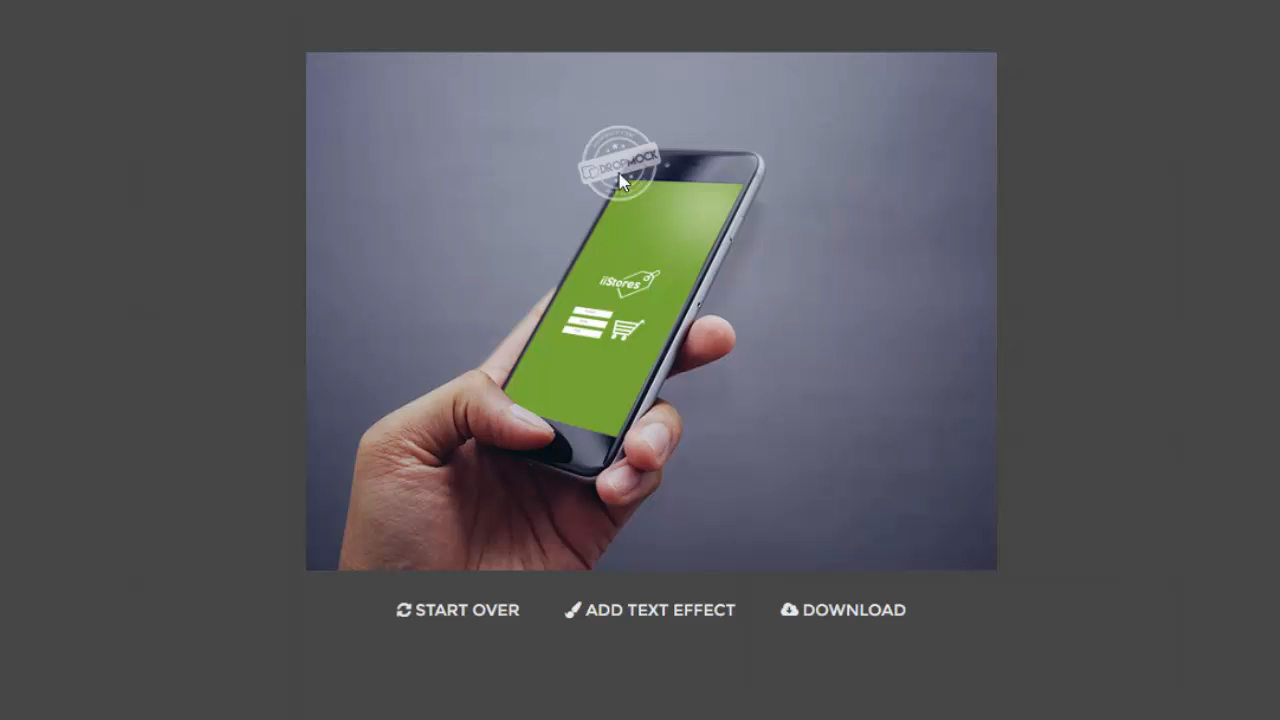 DROPMOCK
iiStores
START OVER
ADD TEXT EFFECT
DOWNLOAD